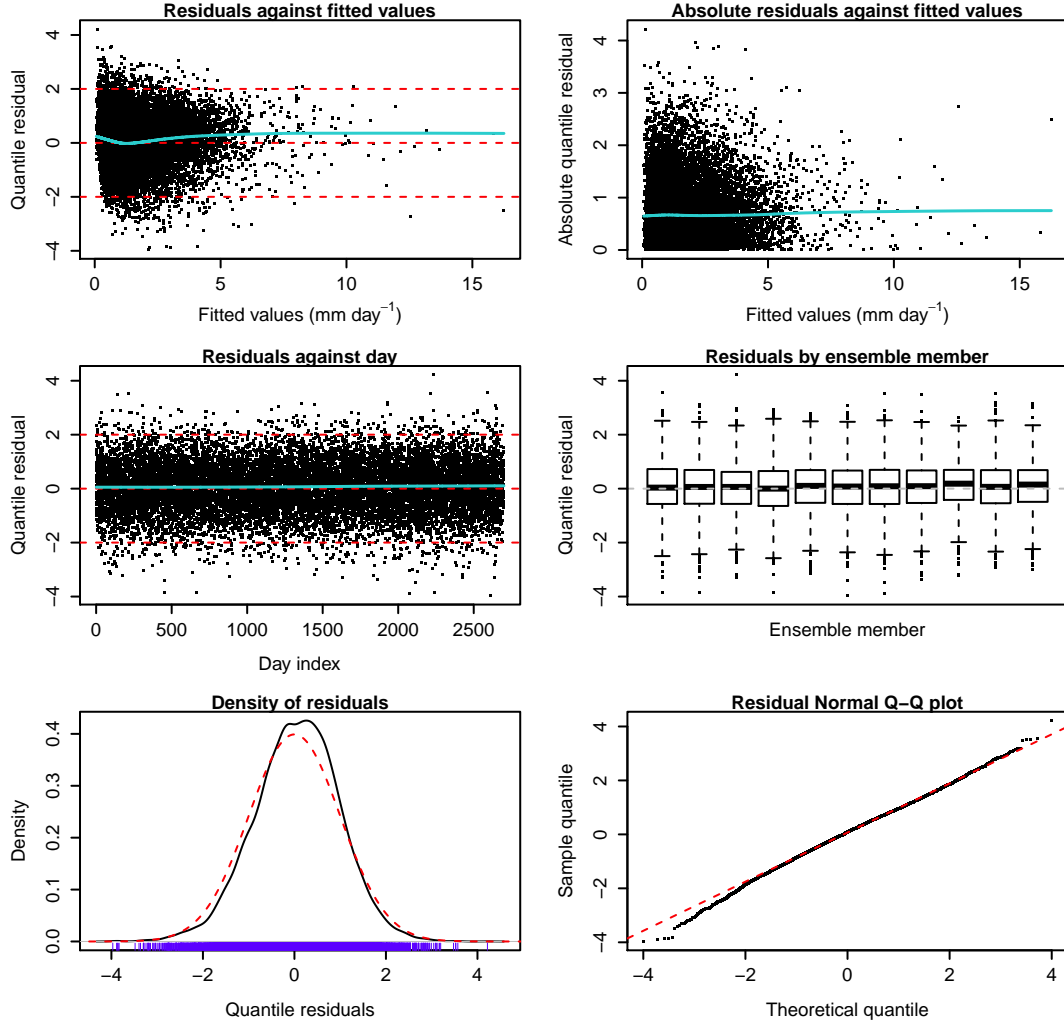 Residuals against fitted values
Quantile residual
−4 −2 0 2 4
0 5 10 15
Fitted values (mm day⁻¹)
Absolute residuals against fitted values
Absolute quantile residual
0 1 2 3 4
0 5 10 15
Fitted values (mm day⁻¹)
Residuals against day
Quantile residual
−4 −2 0 2 4
0 500 1000 1500 2000 2500
Day index
Residuals by ensemble member
Quantile residual
−4 −2 0 2 4
Ensemble member
Density of residuals
Density
0.0 0.1 0.2 0.3 0.4
−4 −2 0 2 4
Quantile residuals
Residual Normal Q−Q plot
Sample quantile
−4 −2 0 2 4
−4 −2 0 2 4
Theoretical quantile